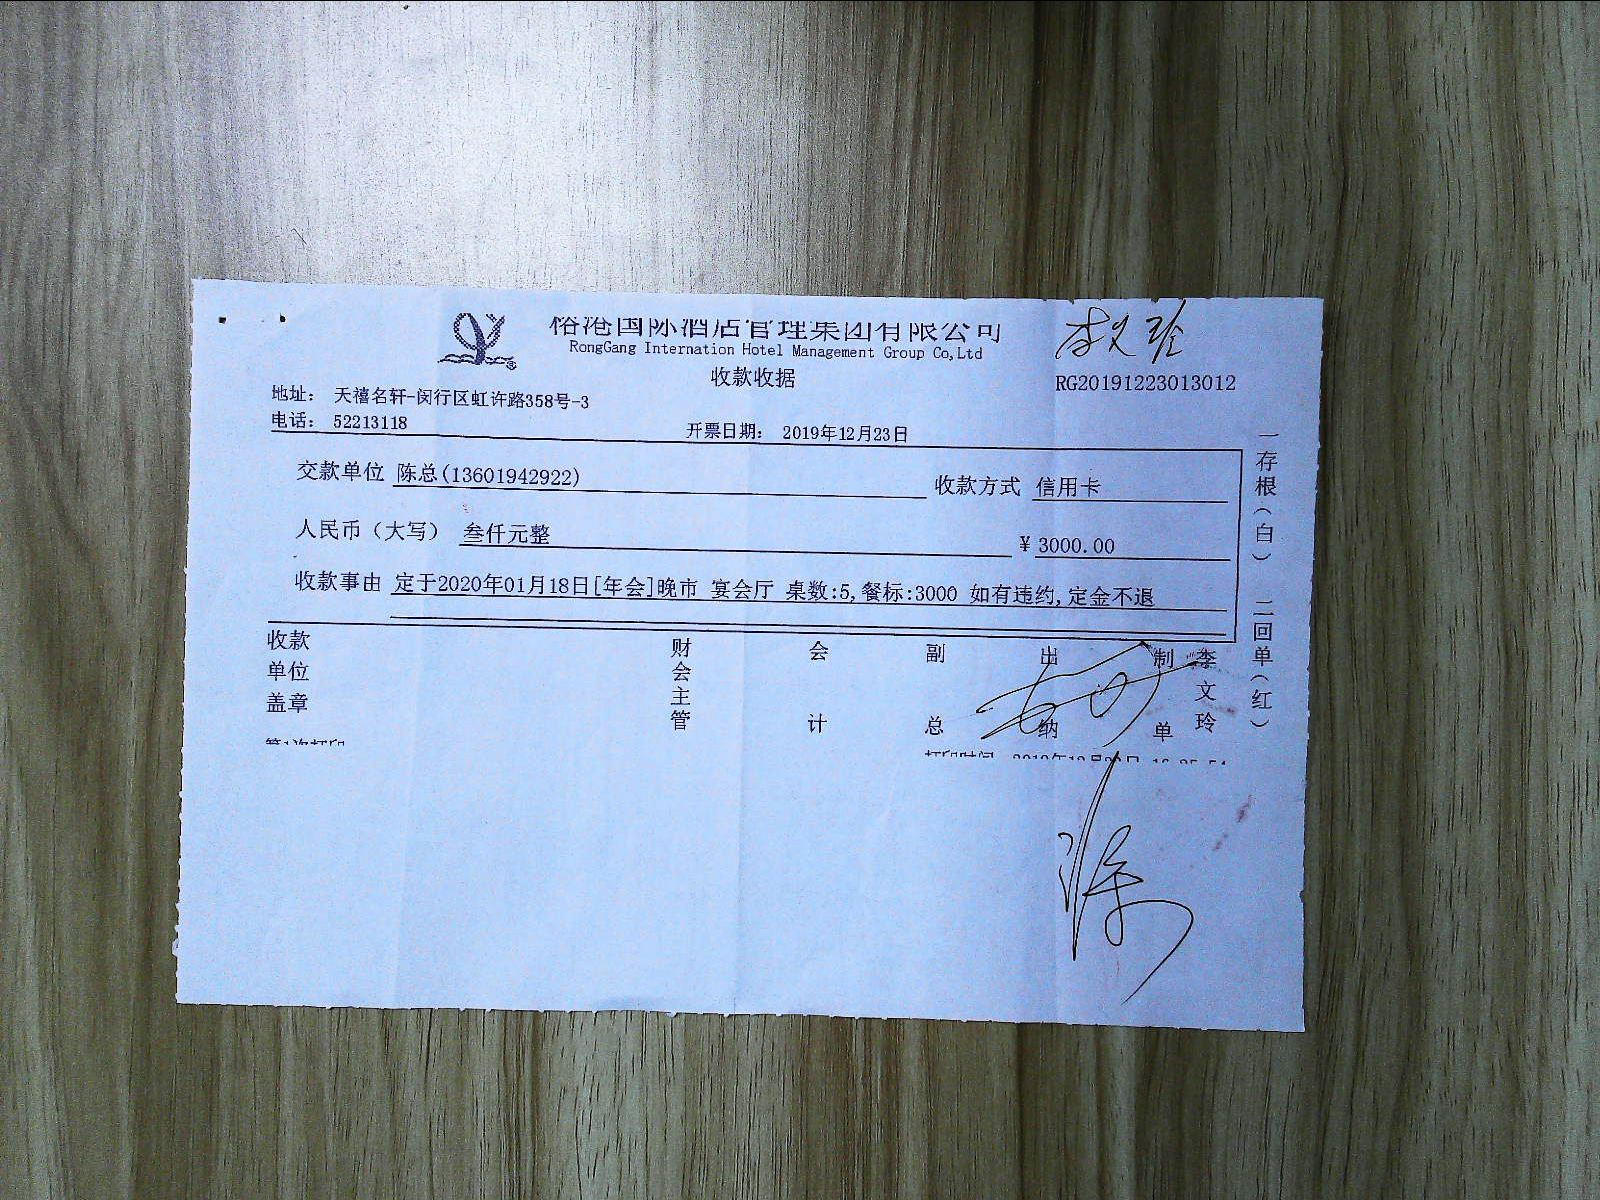 榕港国际酒店管理集团有限公司
RongGang Internation Hotel Management Group Co,Ltd
李文玲
收款收据
RG20191223013012
地址： 天禧名轩-闵行区虹许路358号-3
电话： 52213118
开票日期： 2019年12月23日
交款单位 陈总(13601942922) 收款方式 信用卡
人民币（大写） 叁仟元整 ¥ 3000.00
收款事由 定于2020年01月18日[年会]晚市 宴会厅 桌数:5,餐标:3000 如有违约,定金不退
收款单位盖章 财会主管 会计 副总 出纳 制单 李文玲
第1次打印
一存根(白) 二回单(红)